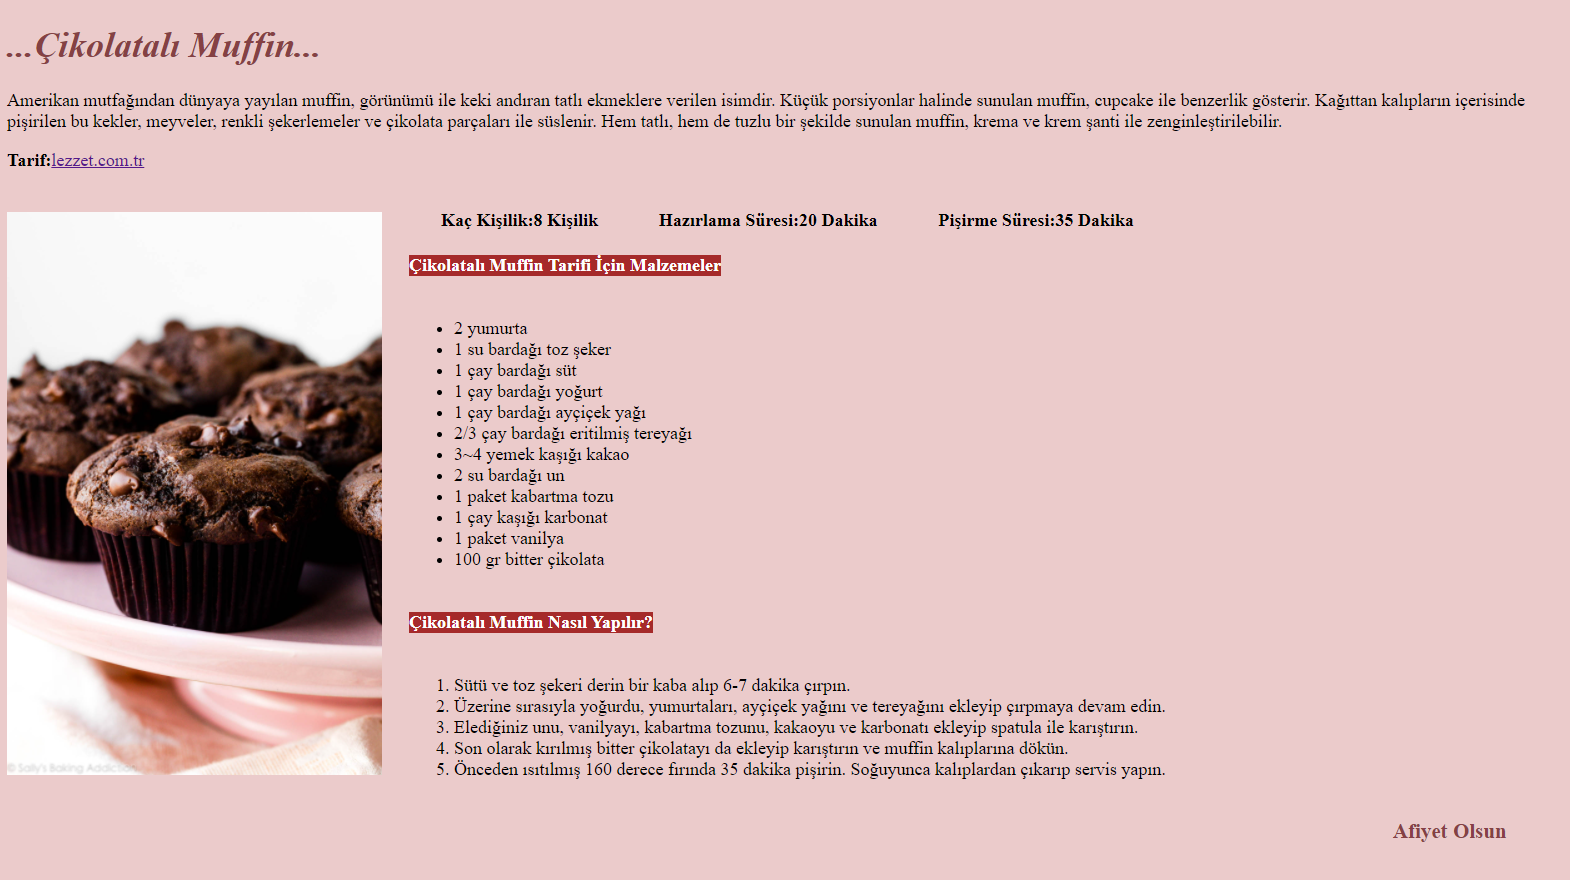 ...Çikolatalı Muffin...
Amerikan mutfağından dünyaya yayılan muffin, görünümü ile keki andıran tatlı ekmeklere verilen isimdir. Küçük porsiyonlar halinde sunulan muffin, cupcake ile benzerlik gösterir. Kağıttan kalıpların içerisinde
pişirilen bu kekler, meyveler, renkli şekerlemeler ve çikolata parçaları ile süslenir. Hem tatlı, hem de tuzlu bir şekilde sunulan muffin, krema ve krem şanti ile zenginleştirilebilir.
Tarif:lezzet.com.tr
Kaç Kişilik:8 Kişilik Hazırlama Süresi:20 Dakika Pişirme Süresi:35 Dakika
Çikolatalı Muffin Tarifi İçin Malzemeler
• 2 yumurta
• 1 su bardağı toz şeker
• 1 çay bardağı süt
• 1 çay bardağı yoğurt
• 1 çay bardağı ayçiçek yağı
• 2/3 çay bardağı eritilmiş tereyağı
• 3~4 yemek kaşığı kakao
• 2 su bardağı un
• 1 paket kabartma tozu
• 1 çay kaşığı karbonat
• 1 paket vanilya
• 100 gr bitter çikolata
Çikolatalı Muffin Nasıl Yapılır?
1. Sütü ve toz şekeri derin bir kaba alıp 6-7 dakika çırpın.
2. Üzerine sırasıyla yoğurdu, yumurtaları, ayçiçek yağını ve tereyağını ekleyip çırpmaya devam edin.
3. Elediğiniz unu, vanilyayı, kabartma tozunu, kakaoyu ve karbonatı ekleyip spatula ile karıştırın.
4. Son olarak kırılmış bitter çikolatayı da ekleyip karıştırın ve muffin kalıplarına dökün.
5. Önceden ısıtılmış 160 derece fırında 35 dakika pişirin. Soğuyunca kalıplardan çıkarıp servis yapın.
© Sally's Baking Addiction
Afiyet Olsun